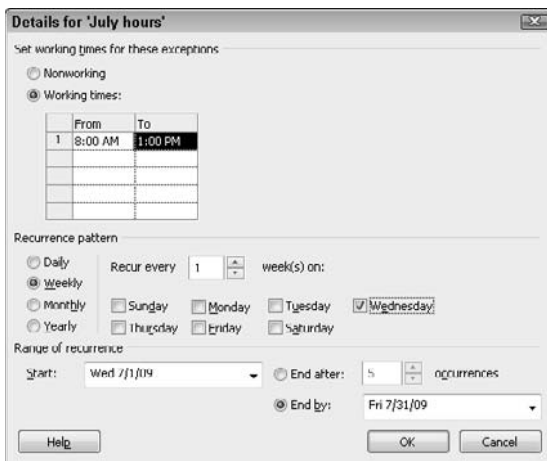 Details for 'July hours'
Set working times for these exceptions
Nonworking
Working times:
From To
1 8:00 AM 1:00 PM
Recurrence pattern
Daily
Weekly
Monthly
Yearly
Recur every 1 week(s) on:
Sunday Monday Tuesday Wednesday
Thursday Friday Saturday
Range of recurrence
Start: Wed 7/1/09 End after: 5 occurrences
End by: Fri 7/31/09
Help OK Cancel